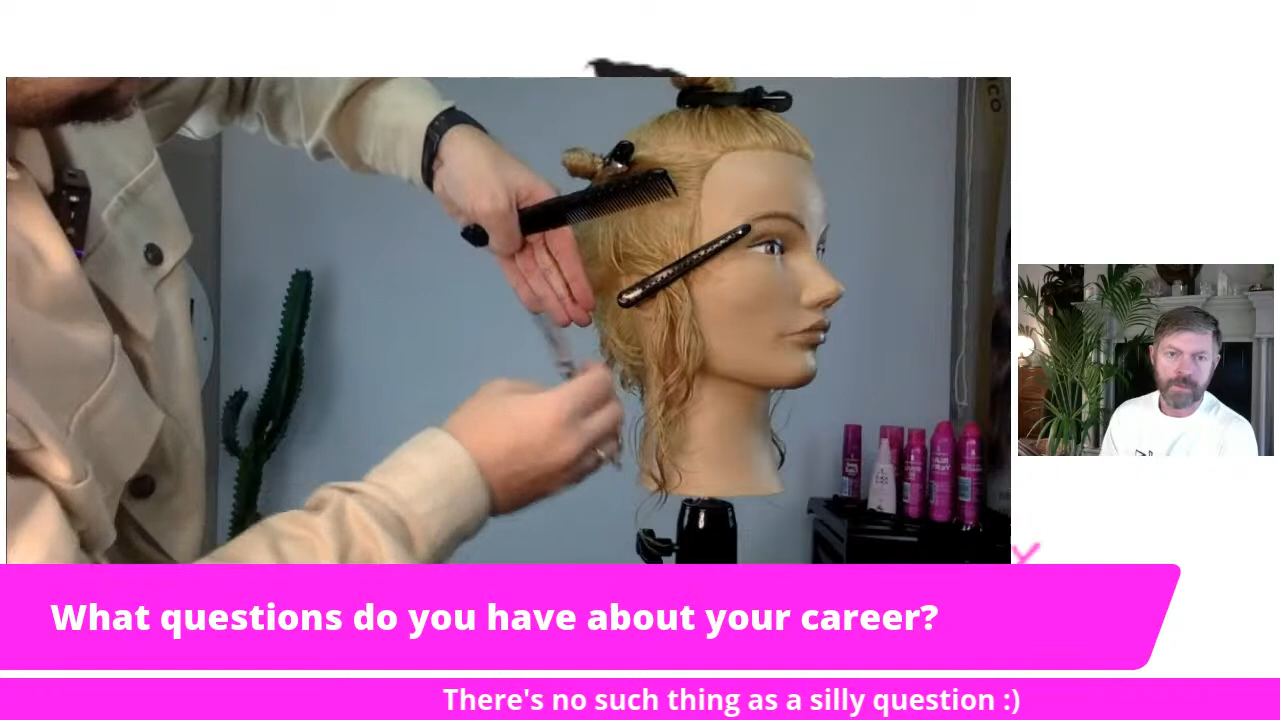 What questions do you have about your career?
There's no such thing as a silly question :)